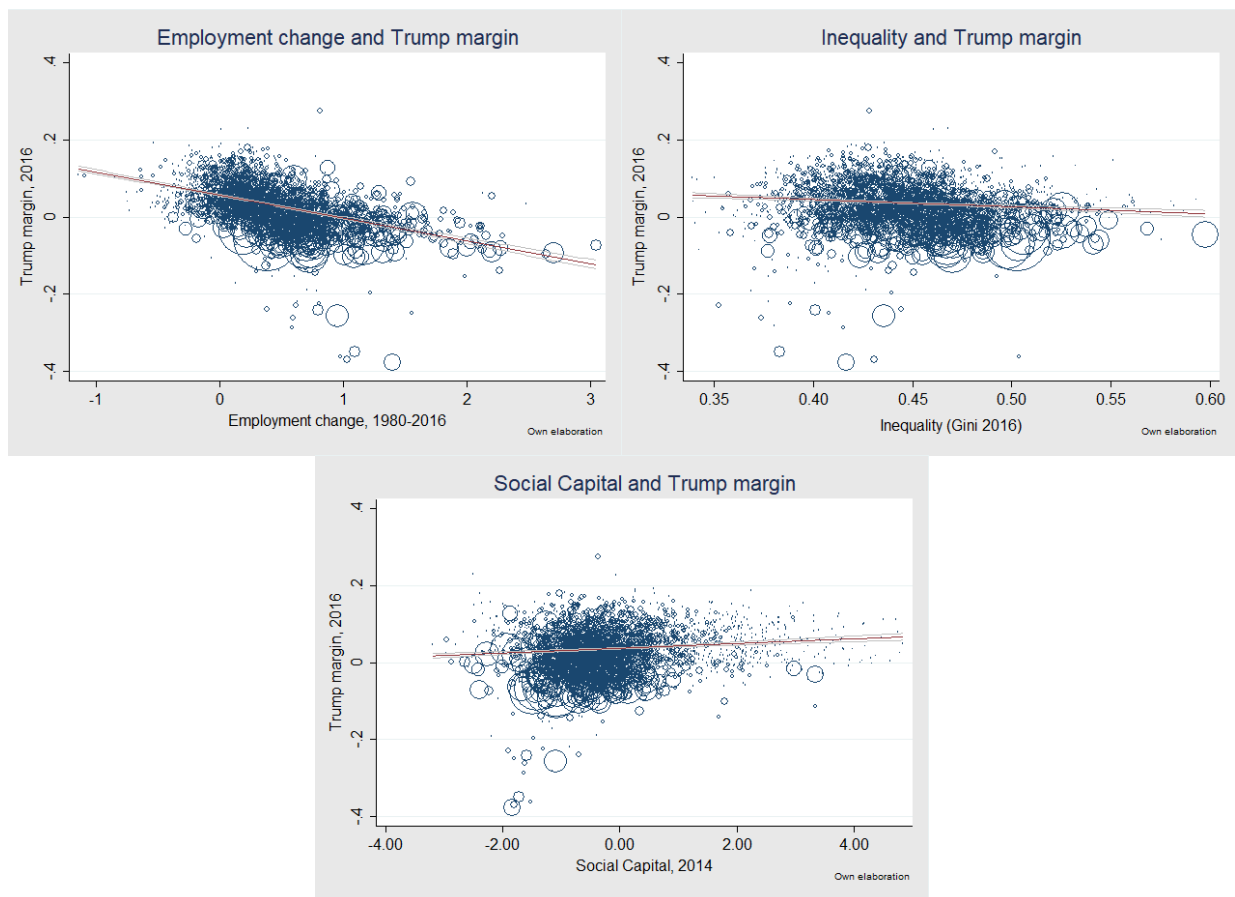 Employment change and Trump margin
Trump margin, 2016
.4
.2
0
-.2
-.4
-1
0
1
2
3
Employment change, 1980-2016
Own elaboration
Inequality and Trump margin
Trump margin, 2016
.4
.2
0
-.2
-.4
0.35
0.40
0.45
0.50
0.55
0.60
Inequality (Gini 2016)
Own elaboration
Social Capital and Trump margin
Trump margin, 2016
.4
.2
0
-.2
-.4
-4.00
-2.00
0.00
2.00
4.00
Social Capital, 2014
Own elaboration